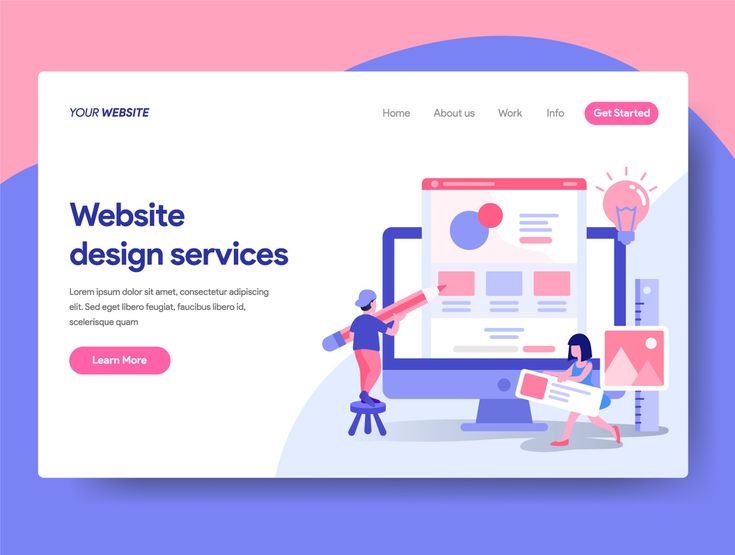 YOUR WEBSITE
Home
About us
Work
Info
Get Started
Website
design services
Lorem ipsum dolor sit amet, consectetur adipiscing
elit. Sed eget libero feugiat, faucibus libero id,
scelerisque quam
Learn More